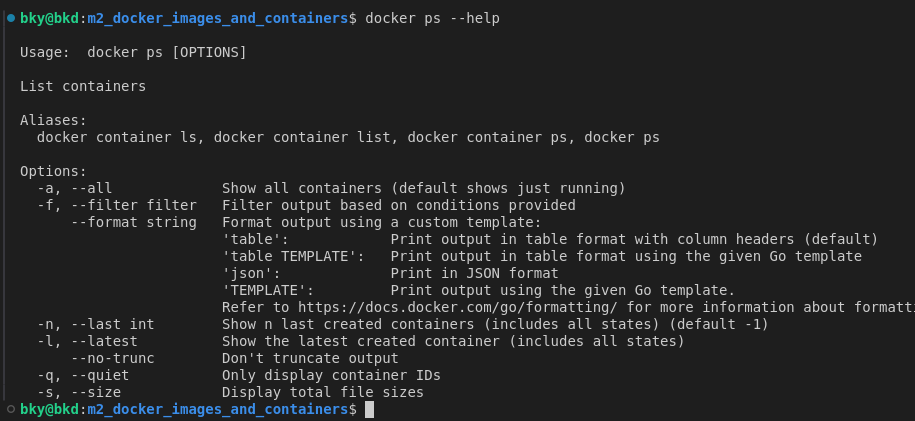 bky@bkd:m2_docker_images_and_containers$ docker ps --help
Usage:  docker ps [OPTIONS]
List containers
Aliases:
  docker container ls, docker container list, docker container ps, docker ps
Options:
  -a, --all             Show all containers (default shows just running)
  -f, --filter filter   Filter output based on conditions provided
      --format string   Format output using a custom template:
                        'table':            Print output in table format with column headers (default)
                        'table TEMPLATE':   Print output in table format using the given Go template
                        'json':             Print in JSON format
                        'TEMPLATE':         Print output using the given Go template.
                        Refer to https://docs.docker.com/go/formatting/ for more information about formatti
  -n, --last int        Show n last created containers (includes all states) (default -1)
  -l, --latest          Show the latest created container (includes all states)
      --no-trunc        Don't truncate output
  -q, --quiet           Only display container IDs
  -s, --size            Display total file sizes
bky@bkd:m2_docker_images_and_containers$